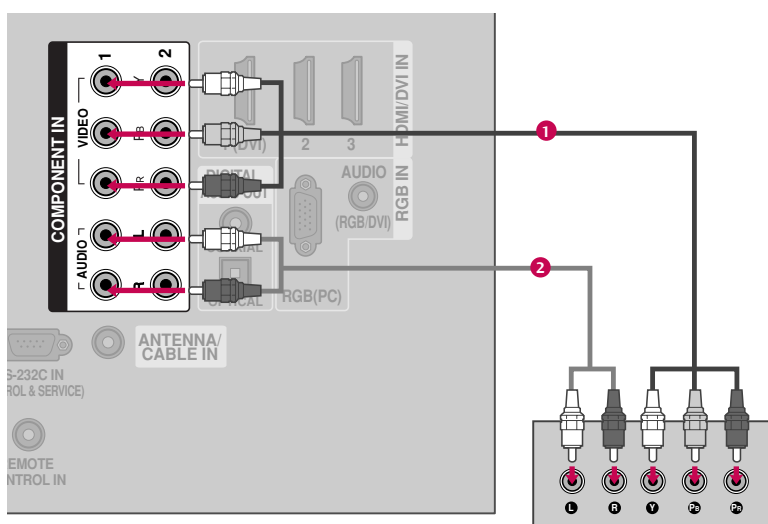 COMPONENT IN
VIDEO
AUDIO
1
2
Y
PB
PR
L
R
1 (DVI)
2
3
HDMI/DVI IN
RGB IN
DIGITAL
OUT
OPTICAL
AUDIO
(RGB/DVI)
RGB(PC)
ANTENNA/
CABLE IN
S-232C IN
ROL & SERVICE)
EMOTE
NTROL IN
1
2
L
R
Y
PB
PR